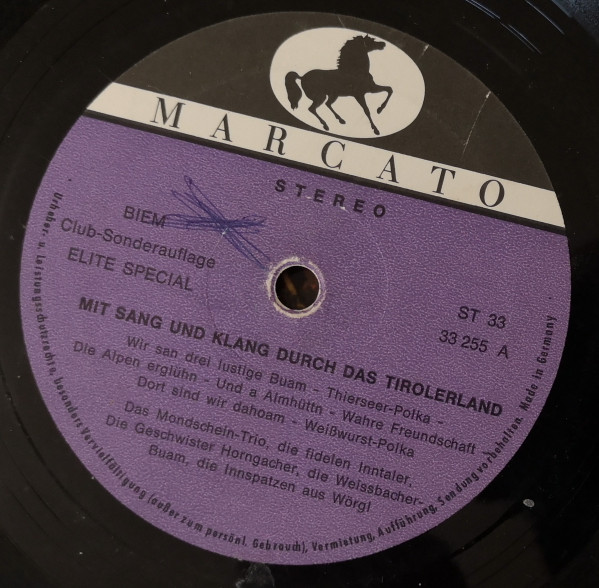 MARCATO
STEREO
BIEM
Club-Sonderauflage
ELITE SPECIAL
ST 33
33 255 A
MIT SANG UND KLANG DURCH DAS TIROLERLAND
Wir san drei lustige Buam - Thierseer-Polka -
Die Alpen erglühn - Und a Almhüttn - Wahre Freundschaft -
Dort sind wir dahoam - Weißwurst-Polka
Das Mondschein-Trio, die fidelen Inntaler,
Die Geschwister Horngacher, die Weissbacher-
Buam, die Innspatzen aus Wörgl
Urheber- u. Leistungsschutzrechte, besonders Vervielfältigung (außer zum persönl. Gebrauch), Vermietung, Aufführung, Sendung vorbehalten. Made in Germany